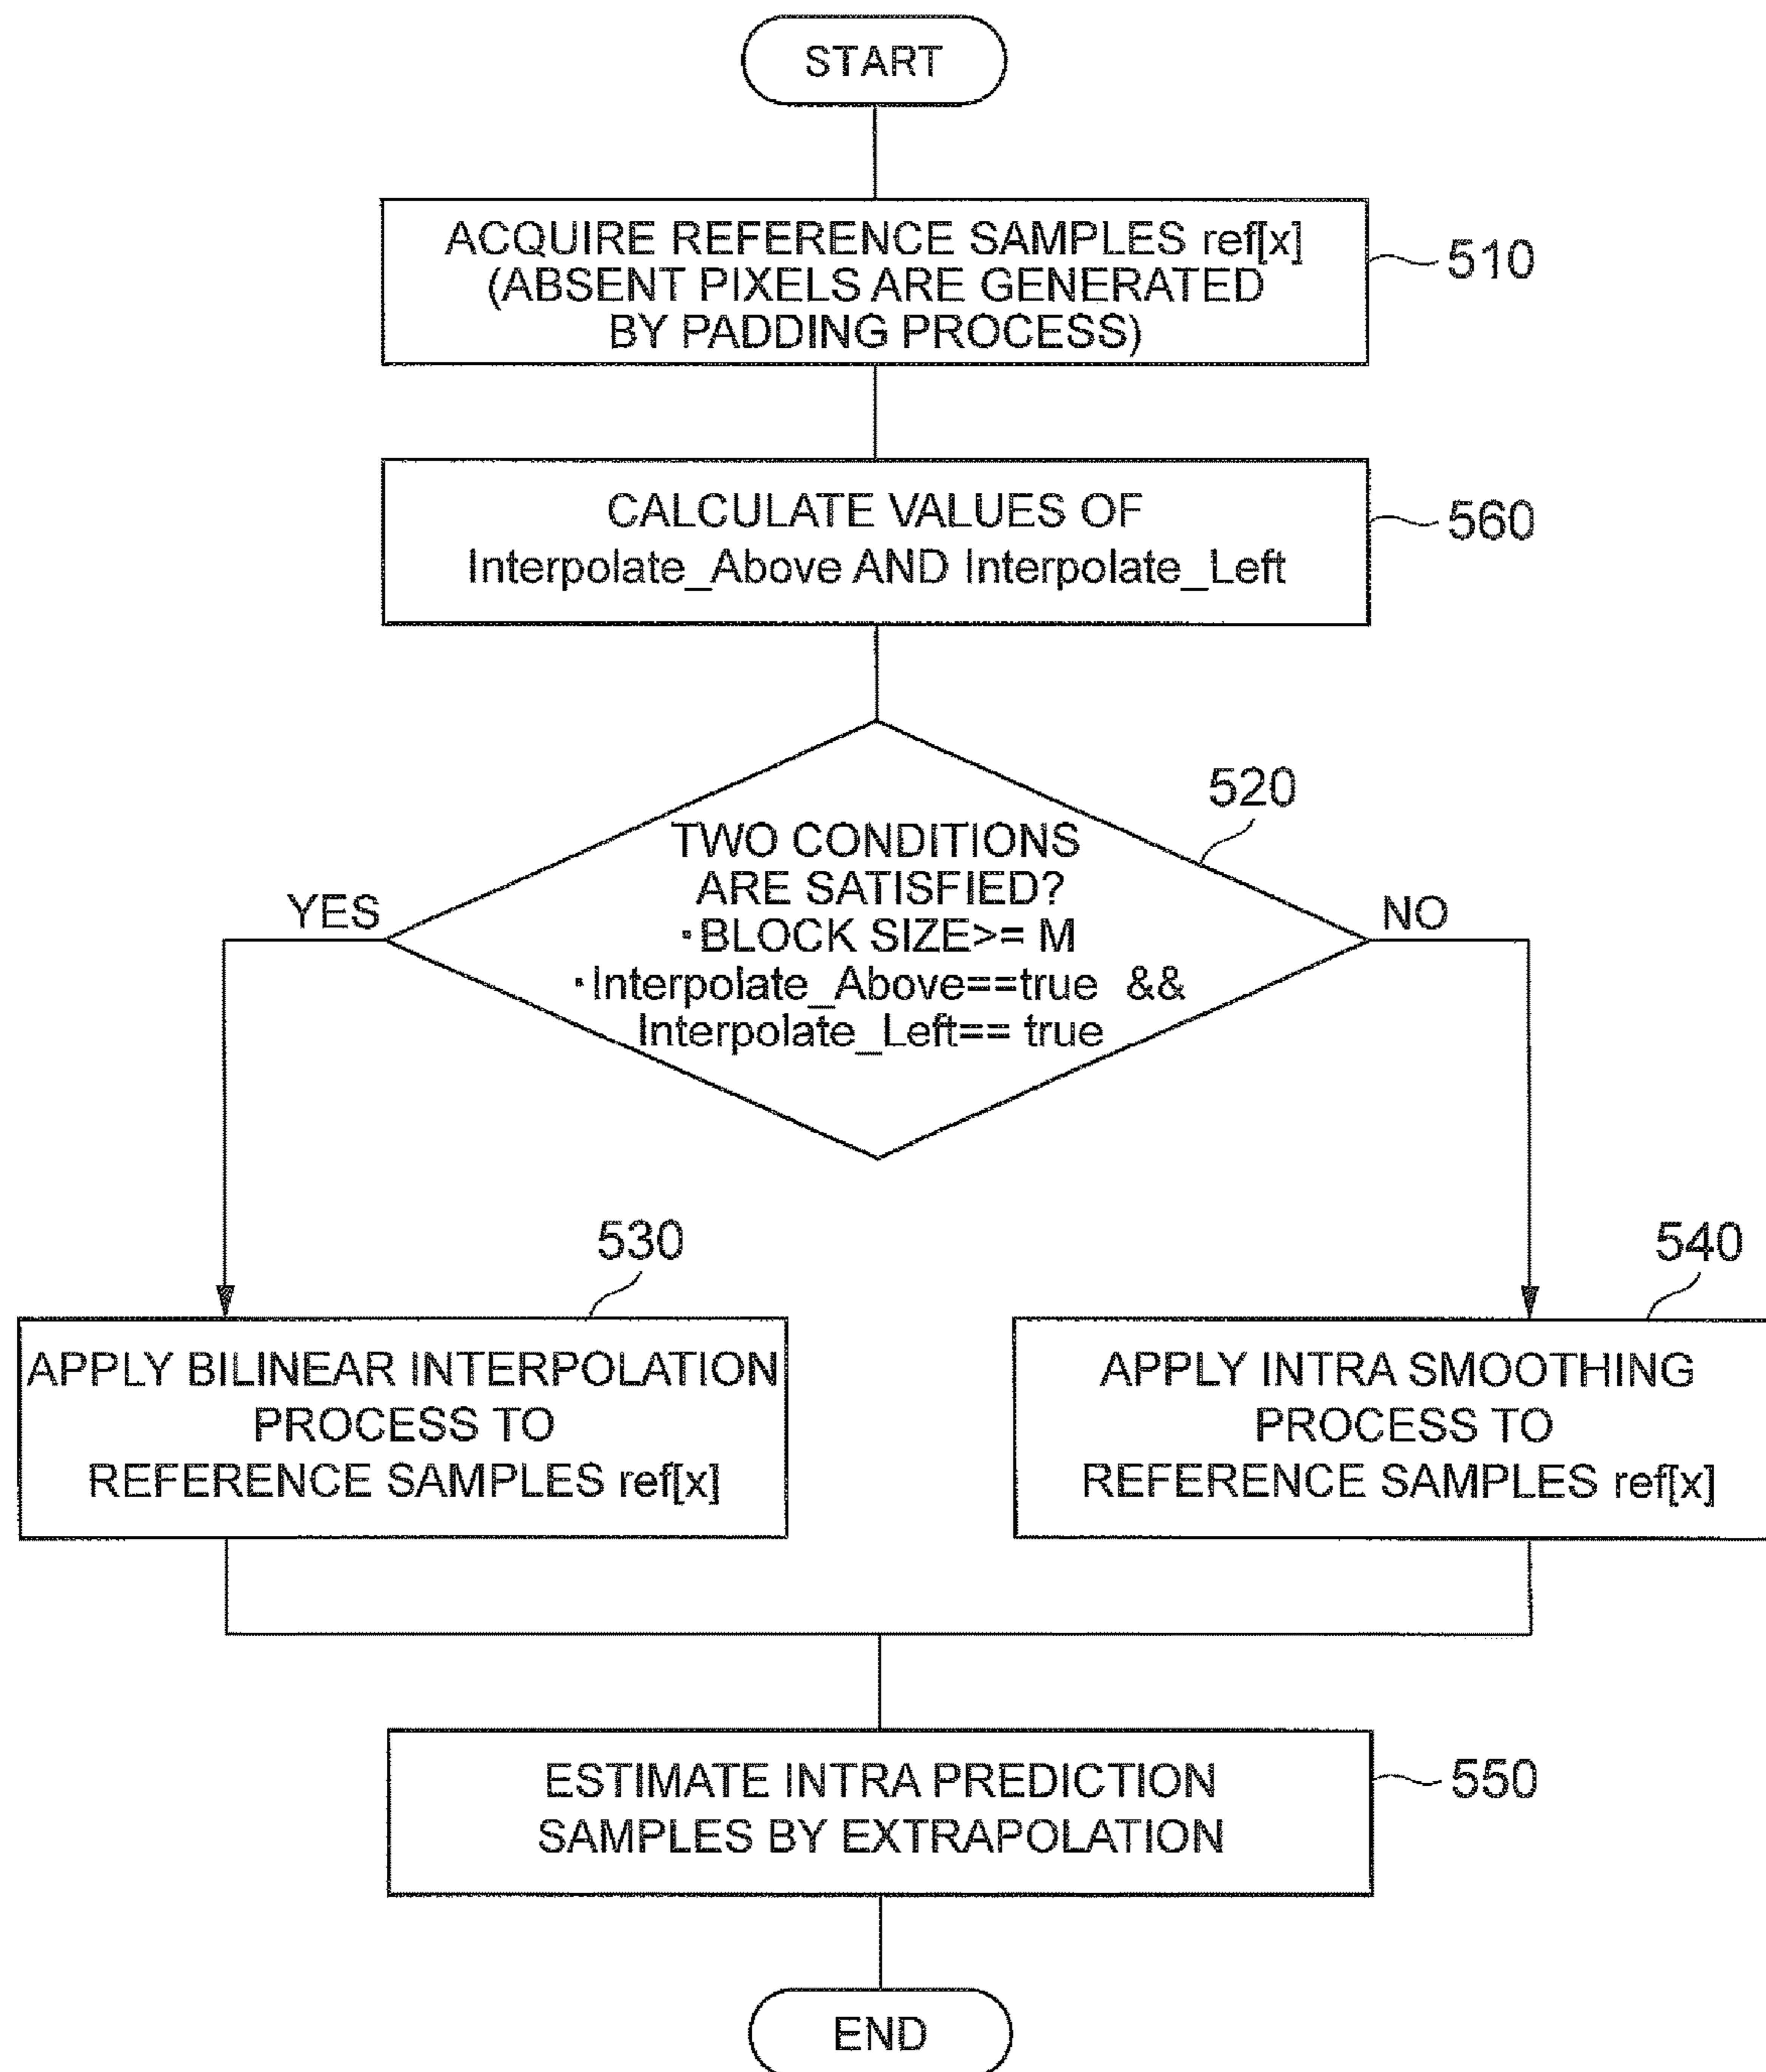 START
ACQUIRE REFERENCE SAMPLES ref[x]
(ABSENT PIXELS ARE GENERATED
BY PADDING PROCESS)
510
CALCULATE VALUES OF
Interpolate_Above AND Interpolate_Left
560
520
TWO CONDITIONS
ARE SATISFIED?
·BLOCK SIZE>= M
·Interpolate_Above==true &&
Interpolate_Left== true
YES
NO
530
APPLY BILINEAR INTERPOLATION
PROCESS TO
REFERENCE SAMPLES ref[x]
540
APPLY INTRA SMOOTHING
PROCESS TO
REFERENCE SAMPLES ref[x]
ESTIMATE INTRA PREDICTION
SAMPLES BY EXTRAPOLATION
550
END